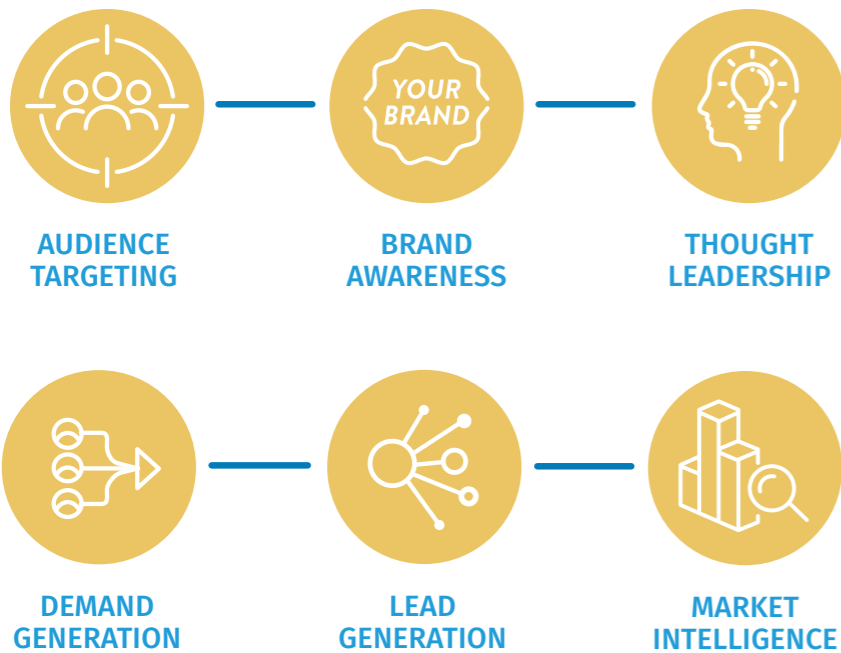 YOUR
BRAND
AUDIENCE
TARGETING
BRAND
AWARENESS
THOUGHT
LEADERSHIP
DEMAND
GENERATION
LEAD
GENERATION
MARKET
INTELLIGENCE